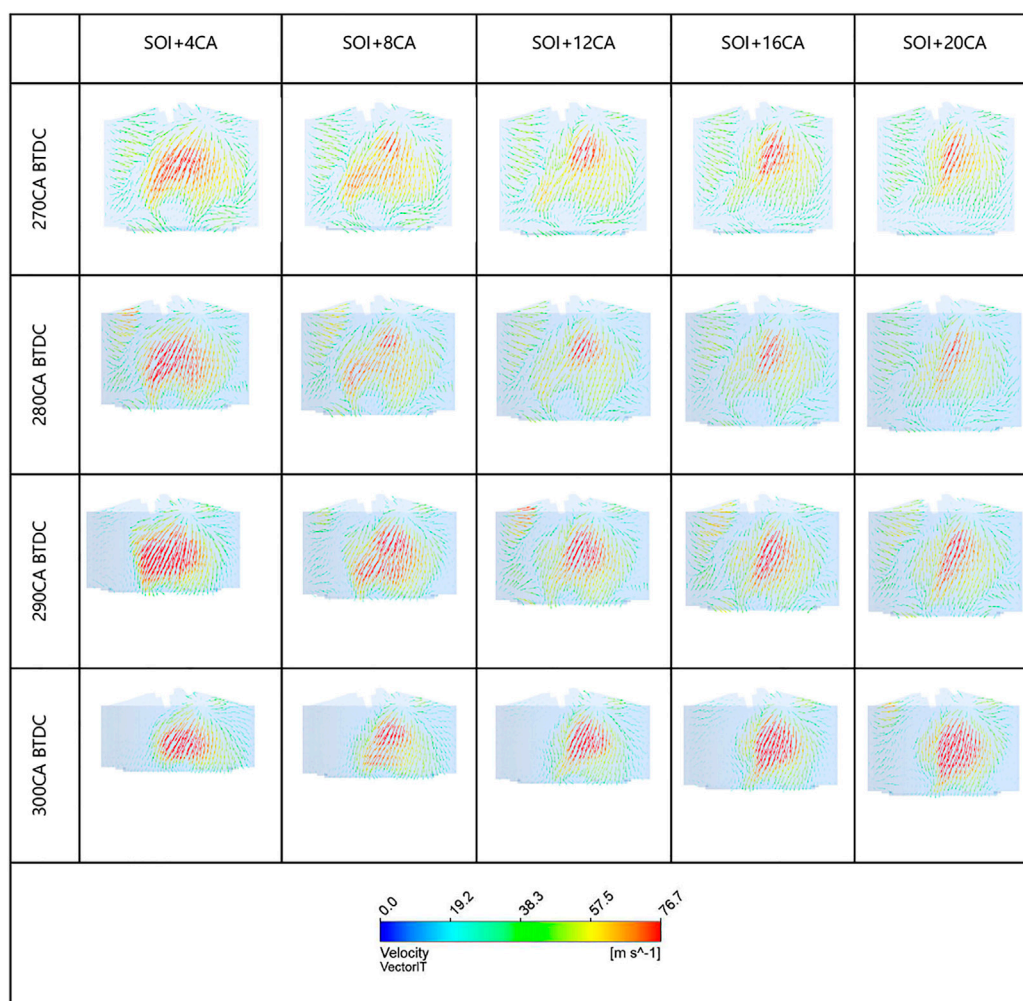 SOI+4CA SOI+8CA SOI+12CA SOI+16CA SOI+20CA
270CA BTDC
280CA BTDC
290CA BTDC
300CA BTDC
0.0 19.2 38.3 57.5 76.7
Velocity [m s^-1]
VectorIT